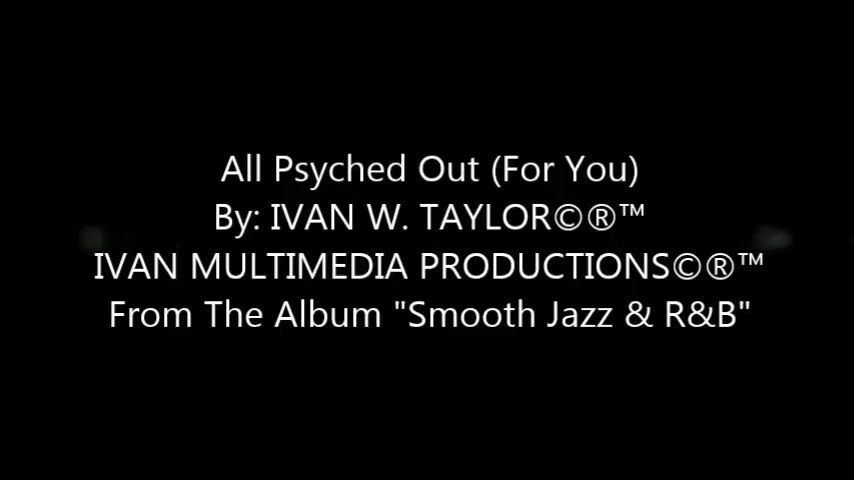 All Psyched Out (For You)
By: IVAN W. TAYLOR©®™
IVAN MULTIMEDIA PRODUCTIONS©®™
From The Album "Smooth Jazz & R&B"